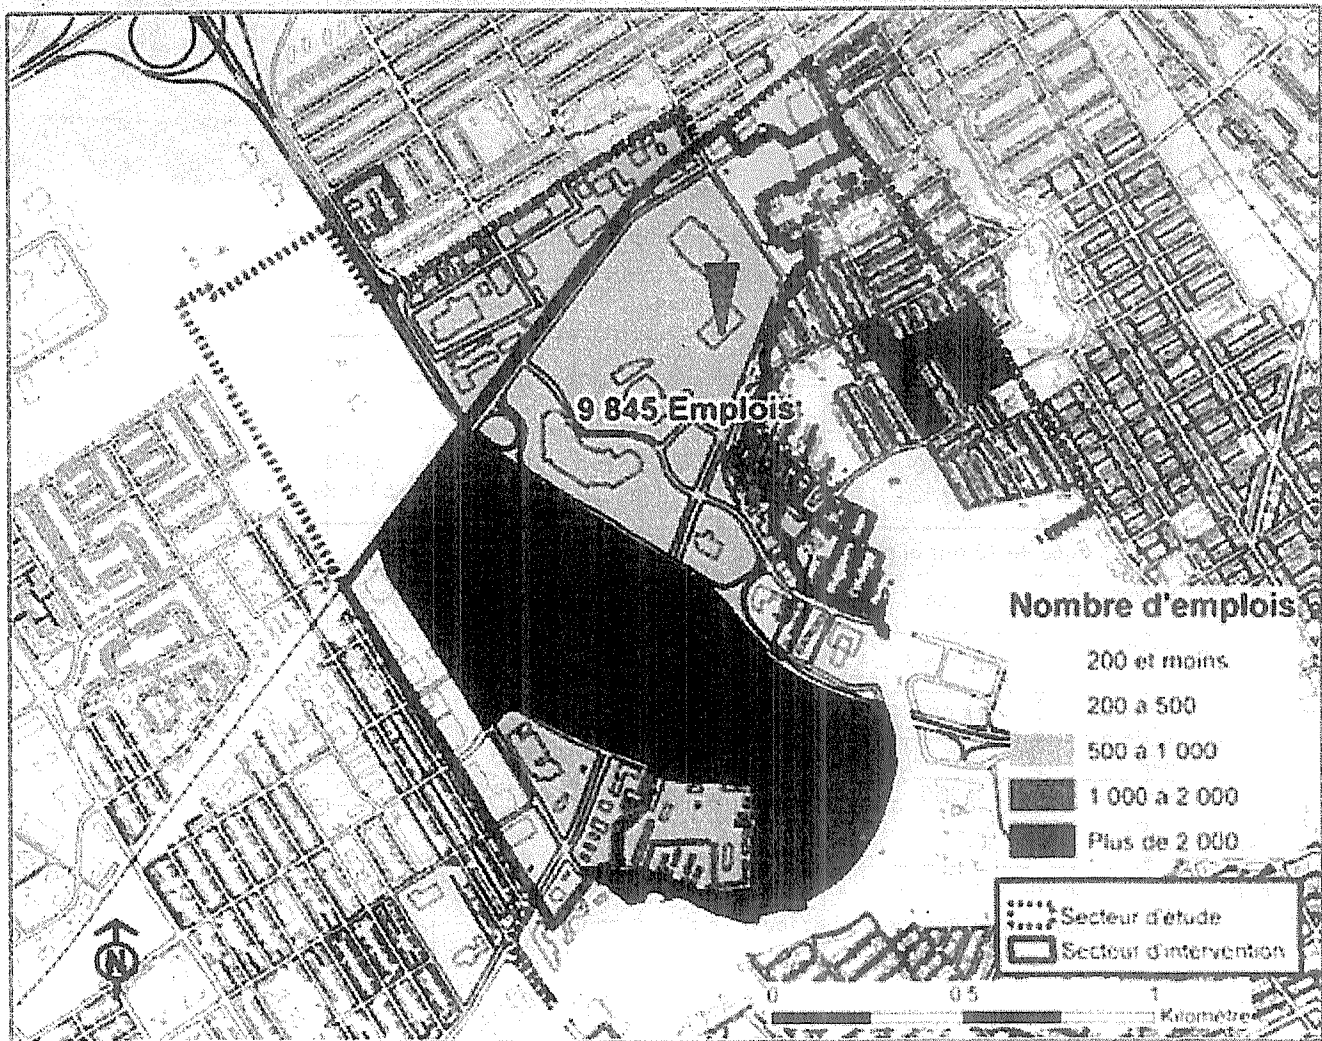 9 845 Emplois
Nombre d'emplois
200 et moins
200 à 500
500 à 1 000
1 000 à 2 000
Plus de 2 000
Secteur d'étude
Secteur d'intervention
0 0.5 1
Kilomètre
N